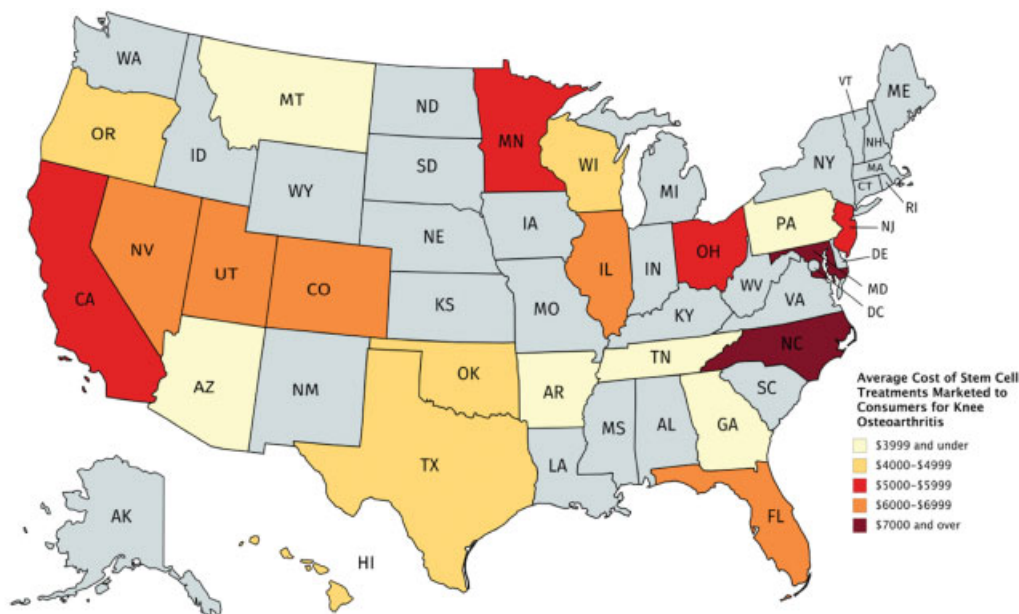 WA
MT
ND
MN
VT
ME
OR
ID
WY
SD
WI
MI
NY
NH
MA
CT
RI
NV
UT
CO
NE
IA
IL
IN
OH
PA
NJ
DE
MD
DC
CA
KS
MO
KY
WV
VA
AZ
NM
OK
AR
TN
NC
SC
TX
LA
MS
AL
GA
FL
AK
HI
Average Cost of Stem Cell
Treatments Marketed to
Consumers for Knee
Osteoarthritis
$3999 and under
$4000–$4999
$5000–$5999
$6000–$6999
$7000 and over